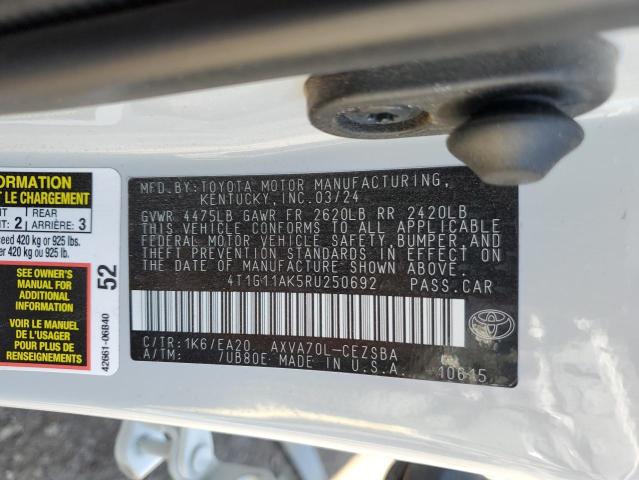 MFD.BY:TOYOTA MOTOR MANUFACTURING,
KENTUCKY, INC.03/24
GVWR 4475LB GAWR FR 2620LB RR 2420LB
THIS VEHICLE CONFORMS TO ALL APPLICABLE
FEDERAL MOTOR VEHICLE SAFETY,BUMPER,AND
THEFT PREVENTION STANDARDS IN EFFECT ON
THE DATE OF MANUFACTURE SHOWN ABOVE.
4T1G11AK5RU250692 PASS.CAR
C/TR:1K6/EA20 AXVA70L-CEZSBA
A/TM: /UB80E MADE IN U.S.A.
10615
ORMATION
T LE CHARGEMENT
NT 2 REAR ARRIÈRE: 3
ceed 420 kg or 925 lbs.
r 420 kg ou 925 lb.
SEE OWNER'S
MANUAL FOR
ADDITIONAL
INFORMATION
VOIR LE MANUEL
DE L'USAGER
POUR PLUS DE
RENSEIGNEMENTS
52
42661-06B40